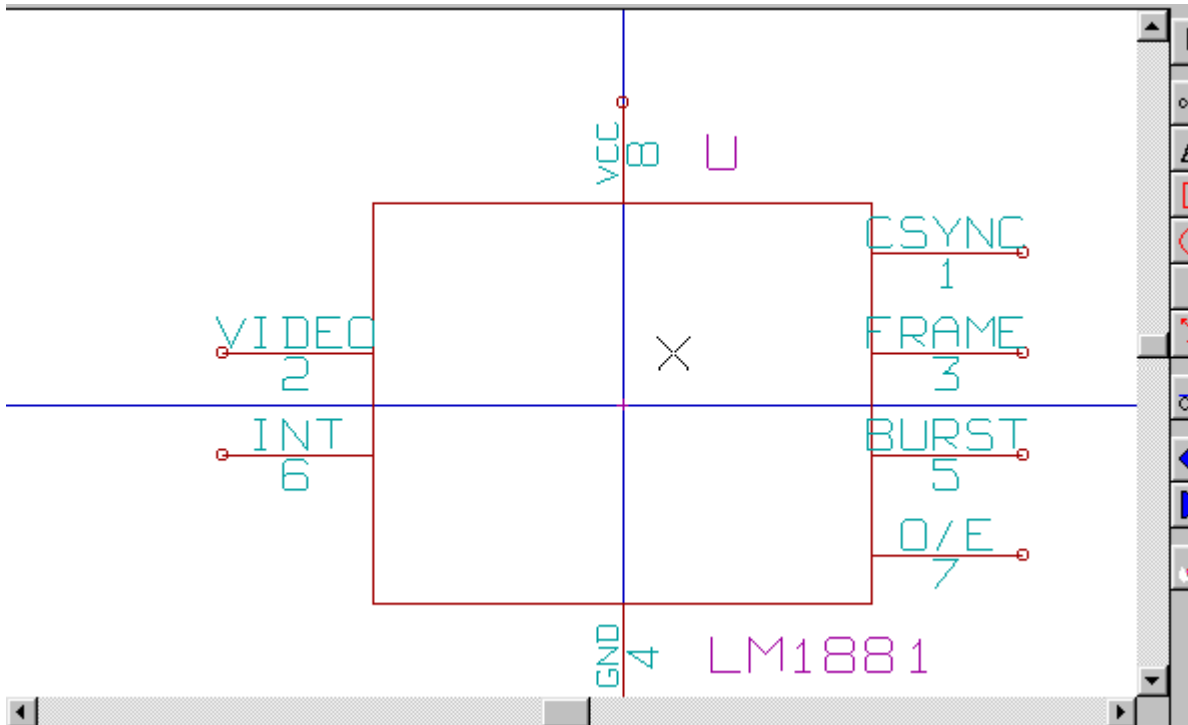 VCC
8
U
CSYNC
1
VIDEO
2
FRAME
3
INT
6
BURST
5
O/E
7
GND
4
LM1881